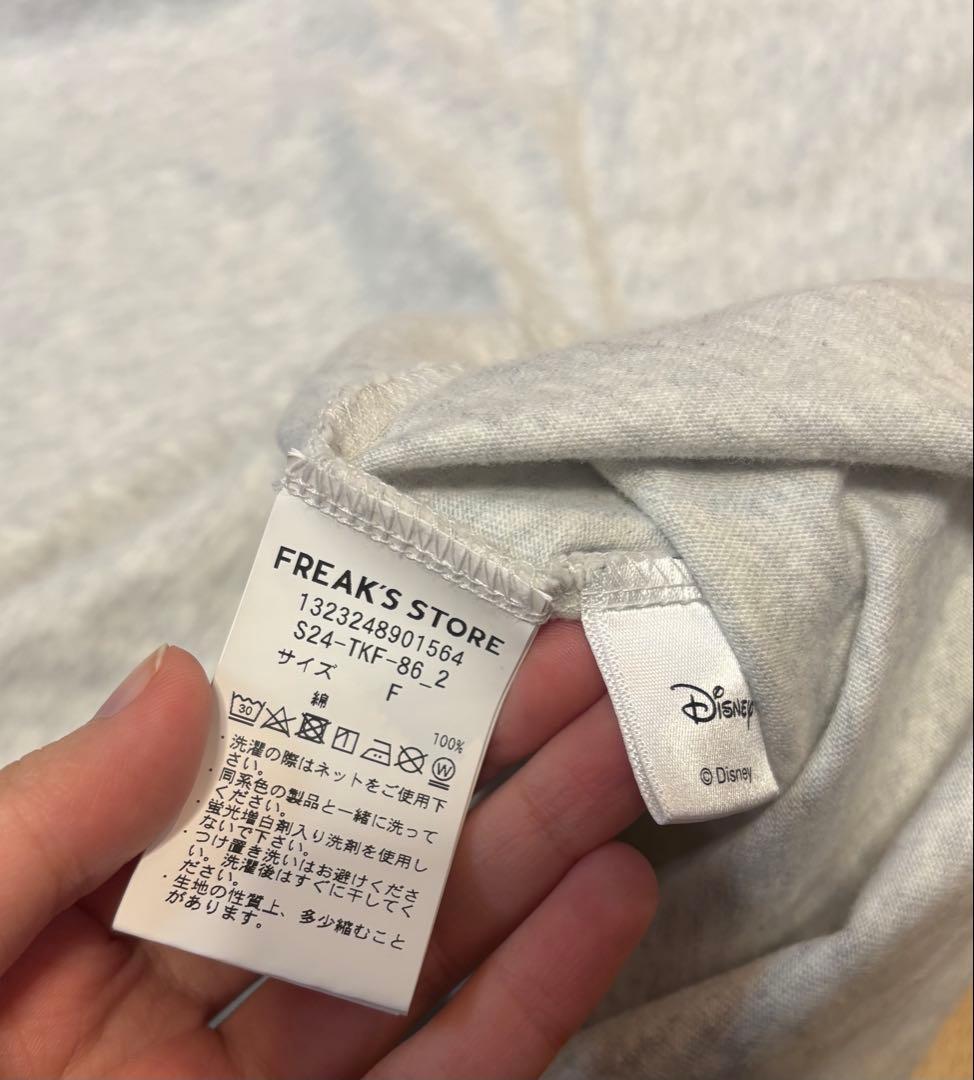 FREAK'S STORE
1323248901564
S24-TKF-86_2
サイズ F
綿 100%
30
W
・洗濯の際はネットをご使用下
さい。
・同系色の製品と一緒に洗って
ください。
・蛍光増白剤入り洗剤を使用し
ないで下さい。
・つけ置き洗いはお避けくださ
い。洗濯後はすぐに干してく
ださい。
・生地の性質上、多少縮むこと
があります。
Disney
© Disney